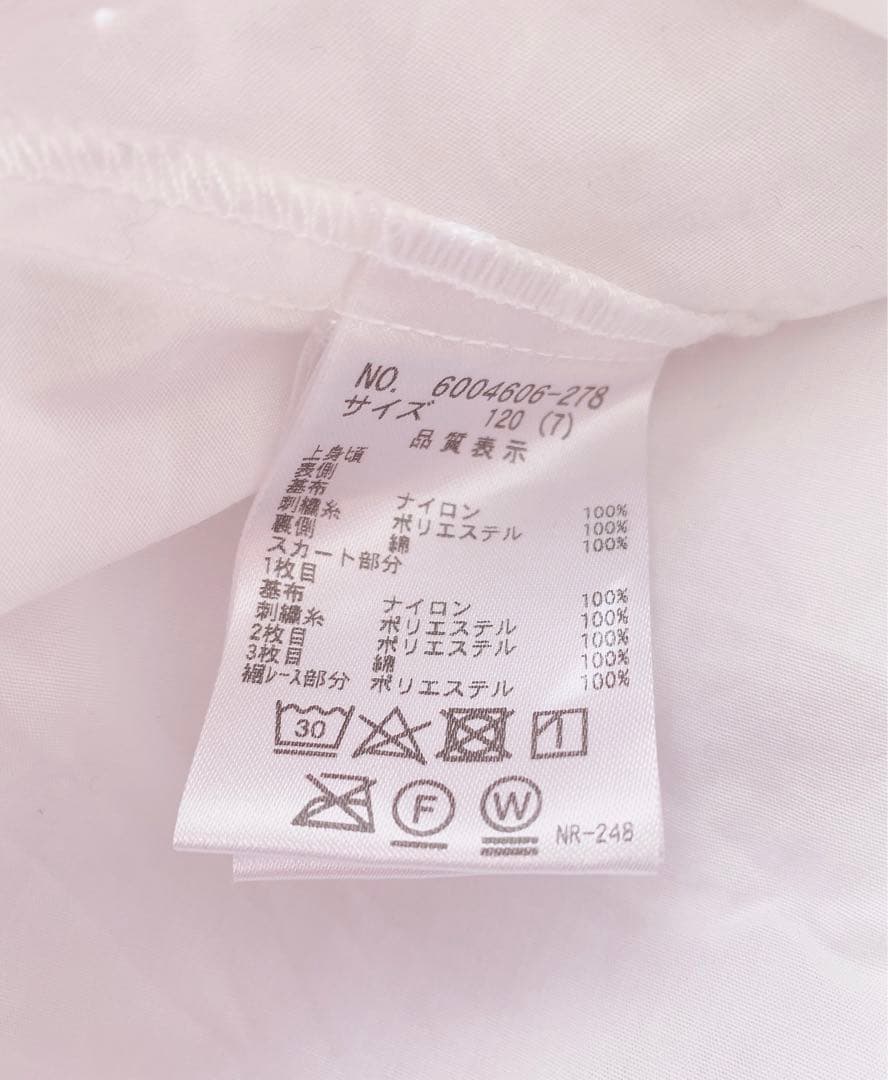 NO. 6004606-278
サイズ 120 (7)
品質表示
上身頃
表側
基布 ナイロン 100%
刺繍糸 ポリエステル 100%
裏側 綿 100%
スカート部分
1枚目
基布 ナイロン 100%
刺繍糸 ポリエステル 100%
2枚目 ポリエステル 100%
3枚目 綿 100%
絹レース部分 ポリエステル 100%
30
F W NR-248